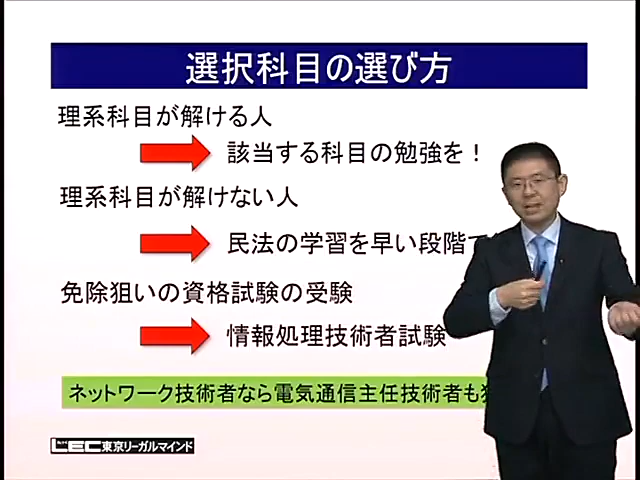 選択科目の選び方
理系科目が解ける人
該当する科目の勉強を！
理系科目が解けない人
民法の学習を早い段階で
免除狙いの資格試験の受験
情報処理技術者試験
ネットワーク技術者なら電気通信主任技術者も
LEC東京リーガルマインド